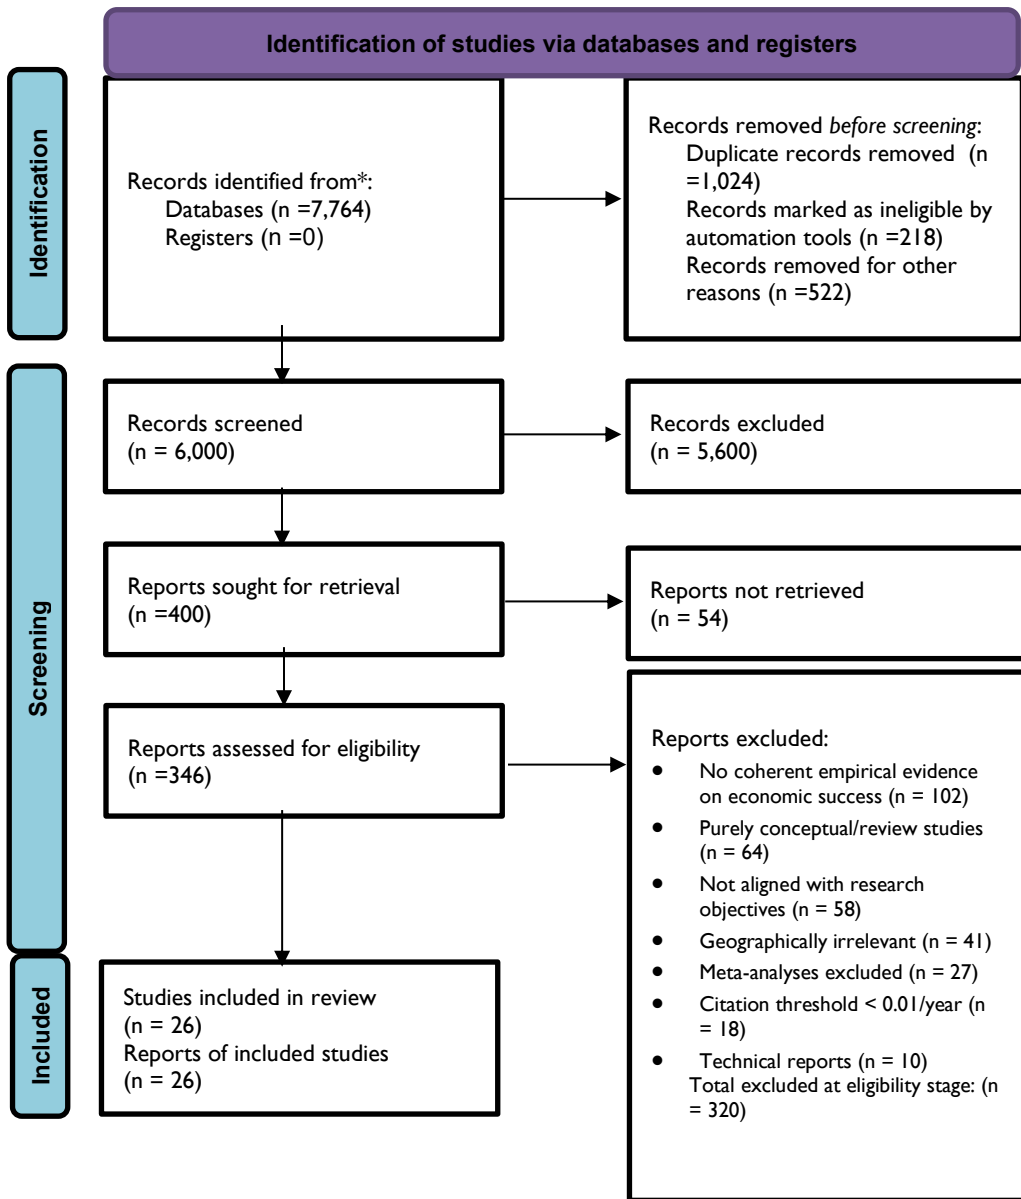 Identification of studies via databases and registers
Identification
Records identified from*:
Databases (n =7,764)
Registers (n =0)
Records removed before screening:
Duplicate records removed (n
=1,024)
Records marked as ineligible by
automation tools (n =218)
Records removed for other
reasons (n =522)
Screening
Records screened
(n = 6,000)
Records excluded
(n = 5,600)
Reports sought for retrieval
(n =400)
Reports not retrieved
(n = 54)
Reports assessed for eligibility
(n =346)
Reports excluded:
• No coherent empirical evidence
on economic success (n = 102)
• Purely conceptual/review studies
(n = 64)
• Not aligned with research
objectives (n = 58)
• Geographically irrelevant (n = 41)
• Meta-analyses excluded (n = 27)
• Citation threshold < 0.01/year (n
= 18)
• Technical reports (n = 10)
Total excluded at eligibility stage: (n
= 320)
Included
Studies included in review
(n = 26)
Reports of included studies
(n = 26)